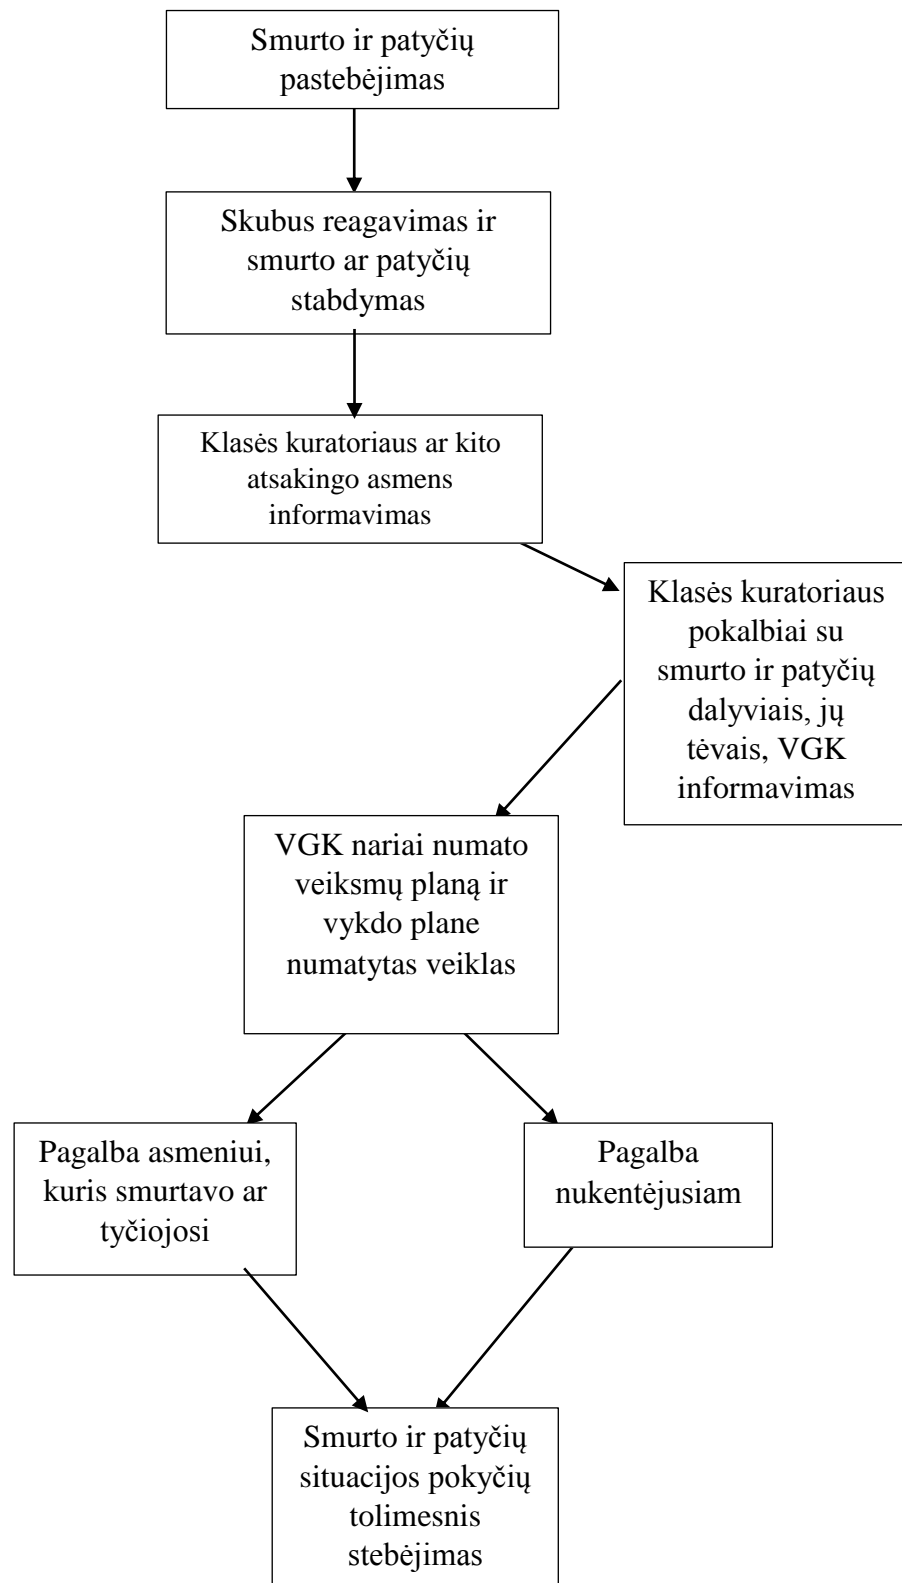 Smurto ir patyčių
pastebėjimas
Skubus reagavimas ir
smurto ar patyčių
stabdymas
Klasės kuratoriaus ar kito
atsakingo asmens
informavimas
Klasės kuratoriaus
pokalbiai su
smurto ir patyčių
dalyviais, jų
tėvais, VGK
informavimas
VGK nariai numato
veiksmų planą ir
vykdo plane
numatytas veiklas
Pagalba asmeniui,
kuris smurtavo ar
tyčiojosi
Pagalba
nukentėjusiam
Smurto ir patyčių
situacijos pokyčių
tolimesnis
stebėjimas